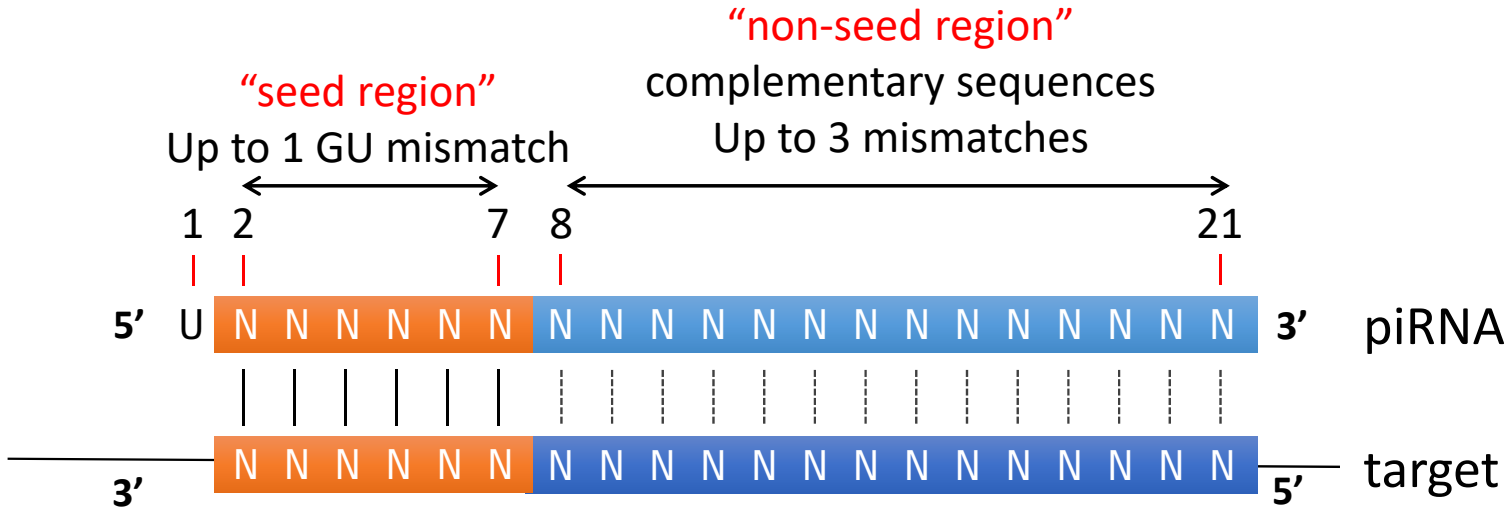 “non-seed region”
“seed region”
complementary sequences
Up to 1 GU mismatch
Up to 3 mismatches
1 2 7 8 21
5’ U N N N N N N N N N N N N N N N N N N N N 3’ piRNA
N N N N N N N N N N N N N N N N N N N N target
3’ 5’